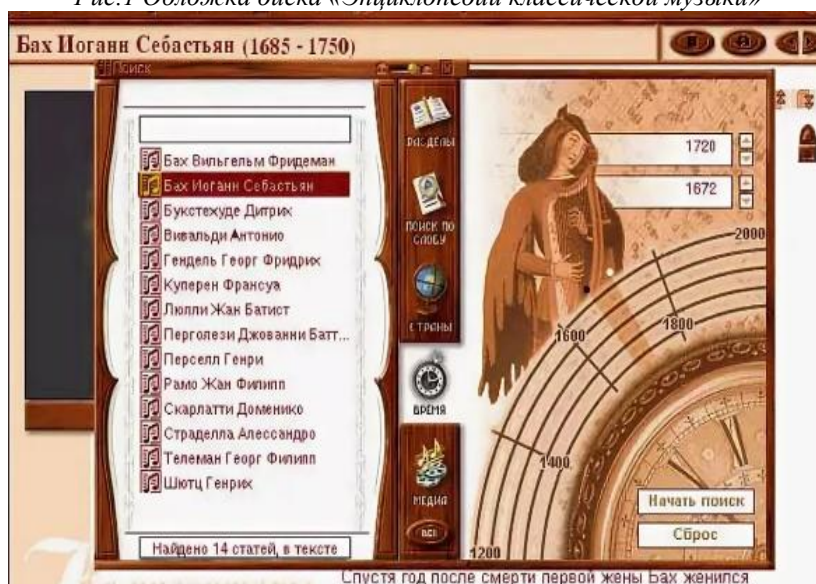 Рис.1 Обложка диска «Энциклопедии классической музыки»
Бах Иоганн Себастьян (1685 - 1750)
Поиск
Бах Вильгельм Фридеман
Бах Иоганн Себастьян
Букстехуде Дитрих
Вивальди Антонио
Гендель Георг Фридрих
Куперен Франсуа
Люлли Жан Батист
Перголези Джованни Батт...
Перселл Генри
Рамо Жан Филипп
Скарлатти Доменико
Страделла Алессандро
Телеман Георг Филипп
Шютц Генрих
Найдено 14 статей, в тексте
РАЗДЕЛЫ
ПОИСК ПО
СЛОВУ
СТРАНЫ
ВРЕМЯ
МЕДИА
ВСЕ
1720
1672
2000
1800
1600
1400
1200
Начать поиск
Сброс
Спустя год после смерти первой жены Бах женился